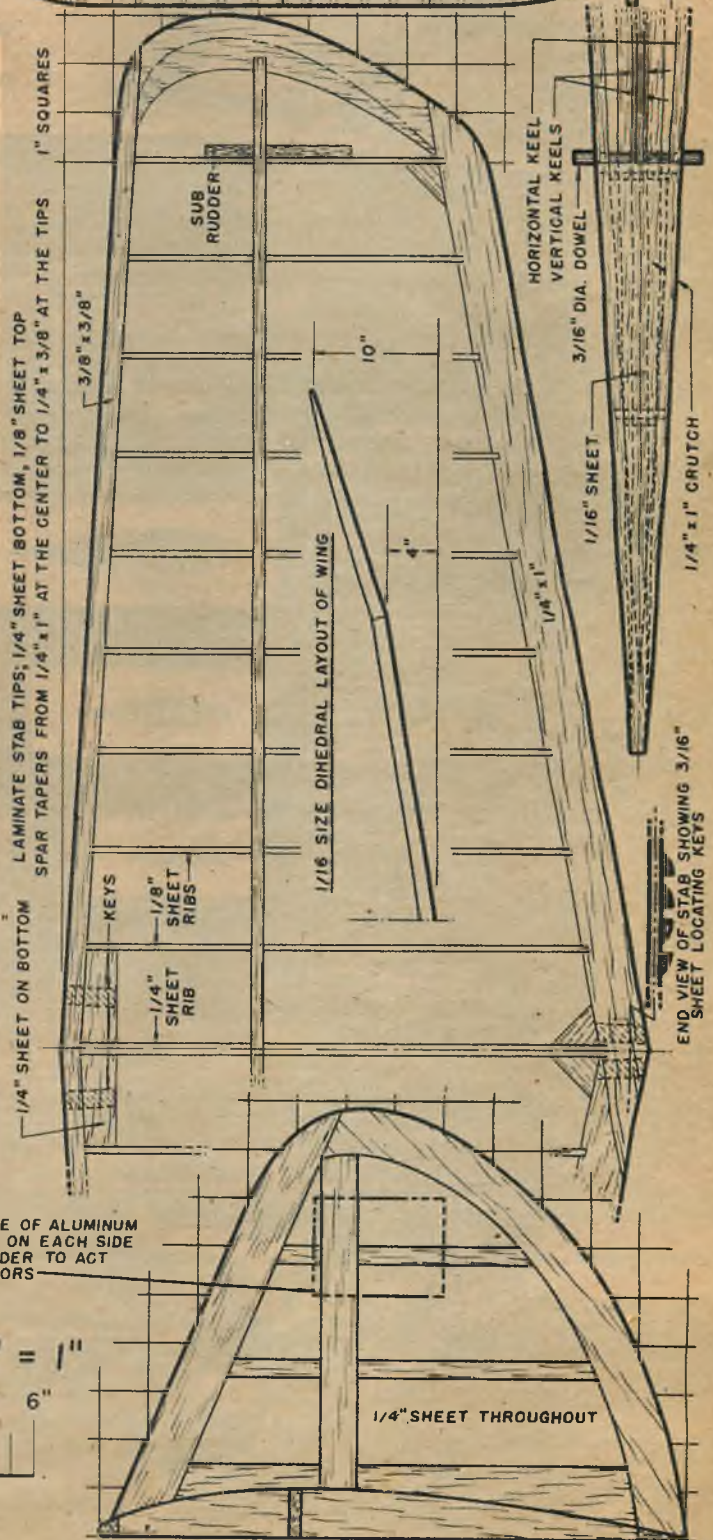 1/4" SHEET ON BOTTOM
LAMINATE STAB TIPS; 1/4" SHEET BOTTOM, 1/8" SHEET TOP
SPAR TAPERS FROM 1/4" x 1" AT THE CENTER TO 1/4" x 3/8" AT THE TIPS
1" SQUARES
3/8" x 3/8"
KEYS
1/4"
SHEET
RIB
1/8"
SHEET
RIBS
SUB
RUDDER
1/16 SIZE DIHEDRAL LAYOUT OF WING
10"
4"
1/4" x 1"
HORIZONTAL KEEL
VERTICAL KEELS
3/16" DIA. DOWEL
1/16" SHEET
1/4" x 1" CRUTCH
END VIEW OF STAB SHOWING 3/16"
SHEET LOCATING KEYS
E OF ALUMINUM
ON EACH SIDE
DER TO ACT
ORS
" = 1"
6"
1/4" SHEET THROUGHOUT